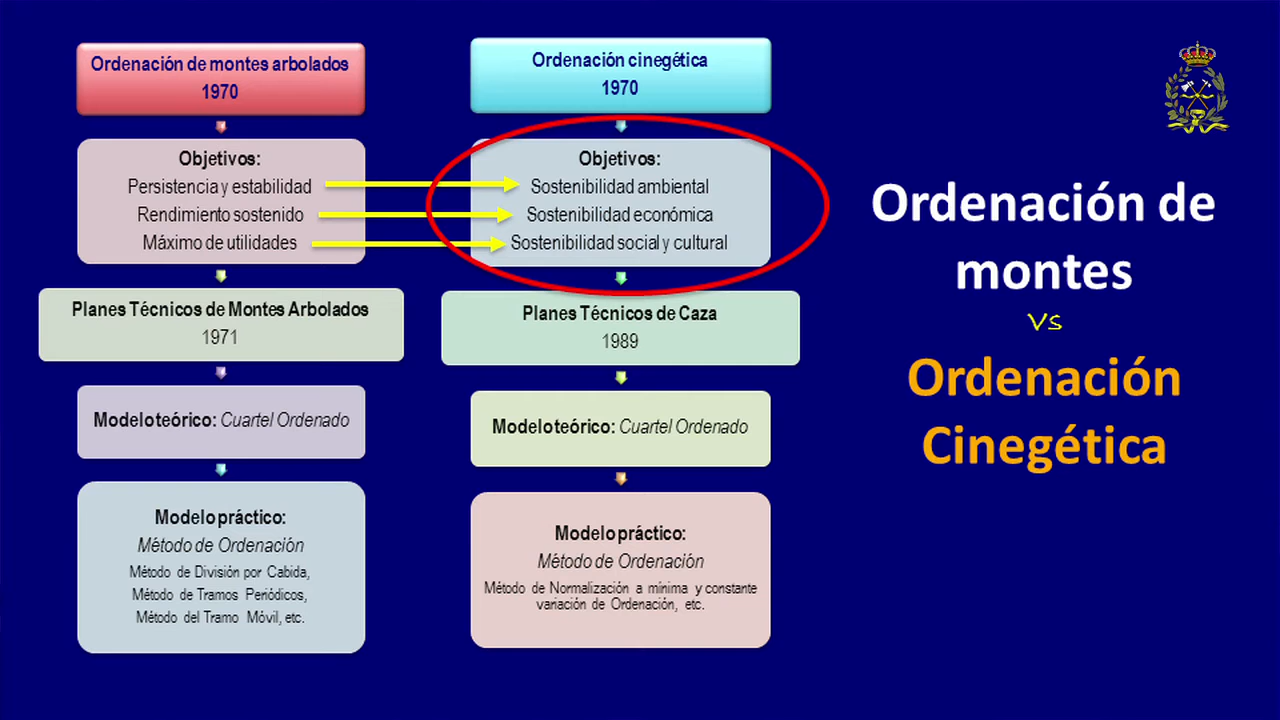 Ordenación de montes arbolados
1970
Objetivos:
Persistencia y estabilidad
Rendimiento sostenido
Máximo de utilidades
Planes Técnicos de Montes Arbolados
1971
Modelo teórico: Cuartel Ordenado
Modelo práctico:
Método de Ordenación
Método de División por Cabida,
Método de Tramos Periódicos,
Método del Tramo Móvil, etc.
Ordenación cinegética
1970
Objetivos:
Sostenibilidad ambiental
Sostenibilidad económica
Sostenibilidad social y cultural
Planes Técnicos de Caza
1989
Modelo teórico: Cuartel Ordenado
Modelo práctico:
Método de Ordenación
Método de Normalización a mínima y constante
variación de Ordenación, etc.
Ordenación de
montes
vs
Ordenación
Cinegética